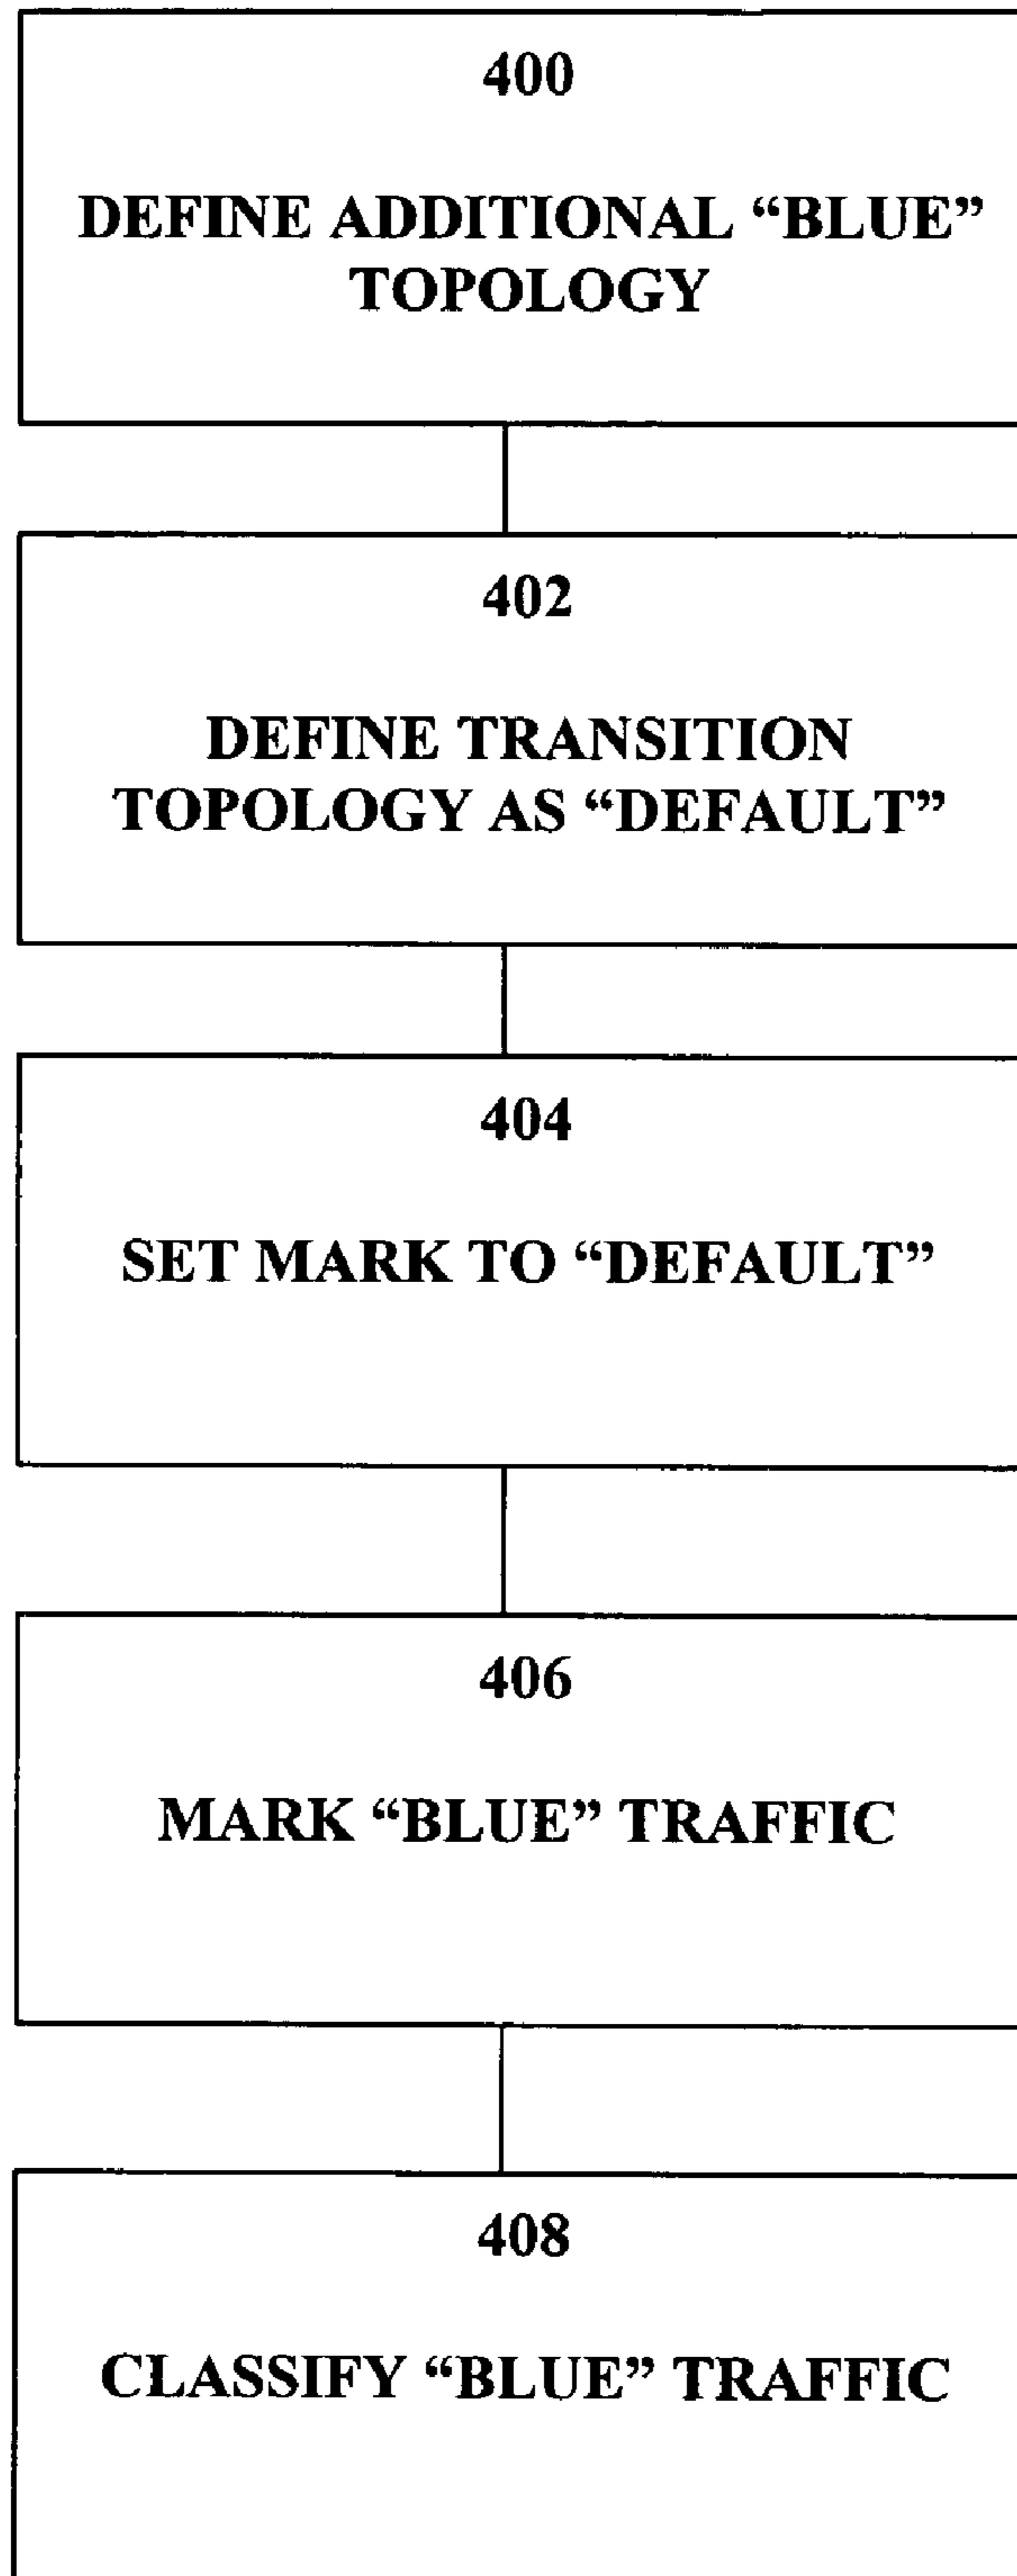 400
DEFINE ADDITIONAL “BLUE”
TOPOLOGY
402
DEFINE TRANSITION
TOPOLOGY AS “DEFAULT”
404
SET MARK TO “DEFAULT”
406
MARK “BLUE” TRAFFIC
408
CLASSIFY “BLUE” TRAFFIC